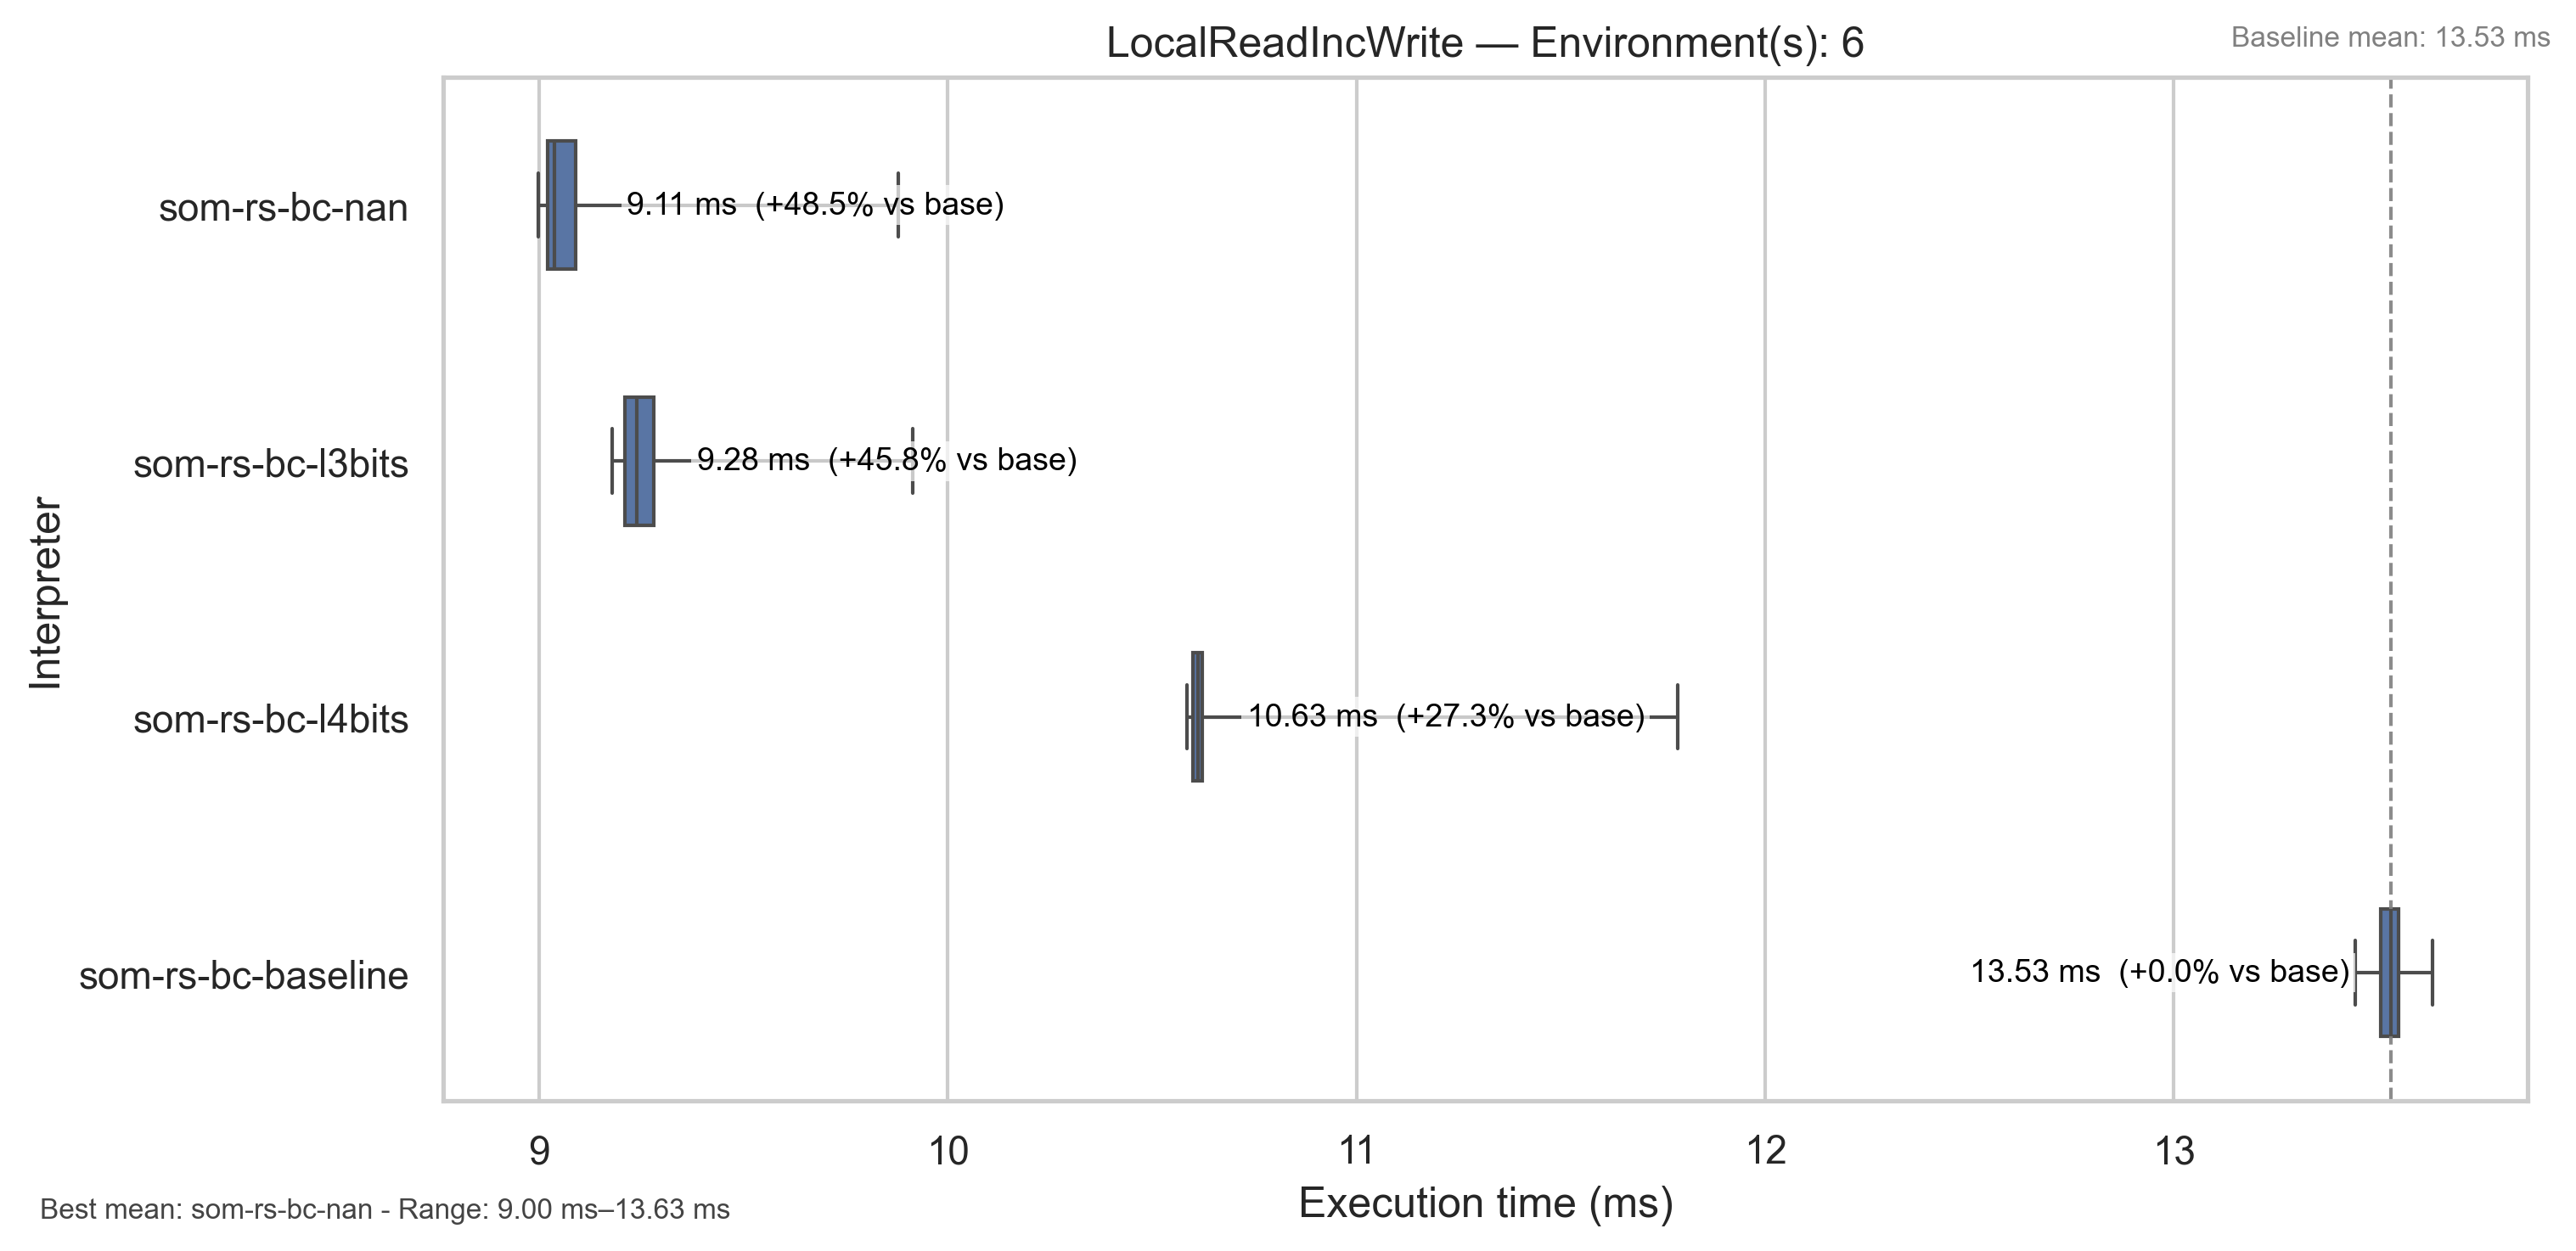 LocalReadIncWrite — Environment(s): 6
Baseline mean: 13.53 ms
Interpreter
som-rs-bc-nan
9.11 ms  (+48.5% vs base)
som-rs-bc-l3bits
9.28 ms  (+45.8% vs base)
som-rs-bc-l4bits
10.63 ms  (+27.3% vs base)
som-rs-bc-baseline
13.53 ms  (+0.0% vs base)
9 10 11 12 13
Execution time (ms)
Best mean: som-rs-bc-nan - Range: 9.00 ms–13.63 ms